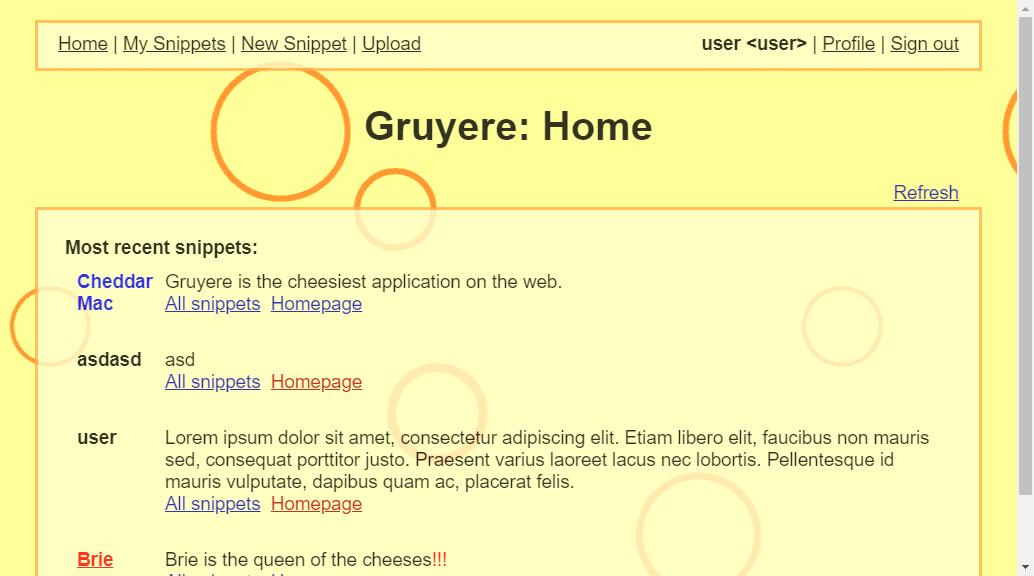 Home | My Snippets | New Snippet | Upload
user <user> | Profile | Sign out
Gruyere: Home
Refresh
Most recent snippets:
Cheddar Mac
Gruyere is the cheesiest application on the web.
All snippets Homepage
asdasd
asd
All snippets Homepage
user
Lorem ipsum dolor sit amet, consectetur adipiscing elit. Etiam libero elit, faucibus non mauris
sed, consequat porttitor justo. Praesent varius laoreet lacus nec lobortis. Pellentesque id
mauris vulputate, dapibus quam ac, placerat felis.
All snippets Homepage
Brie
Brie is the queen of the cheeses!!!